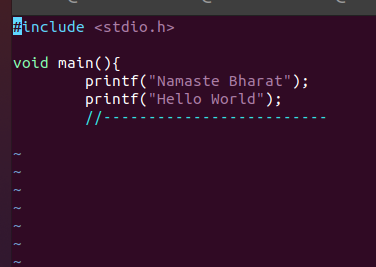 #include <stdio.h>
void main(){
        printf("Namaste Bharat");
        printf("Hello World");
        //-------------------------
~
~
~
~
~
~
~